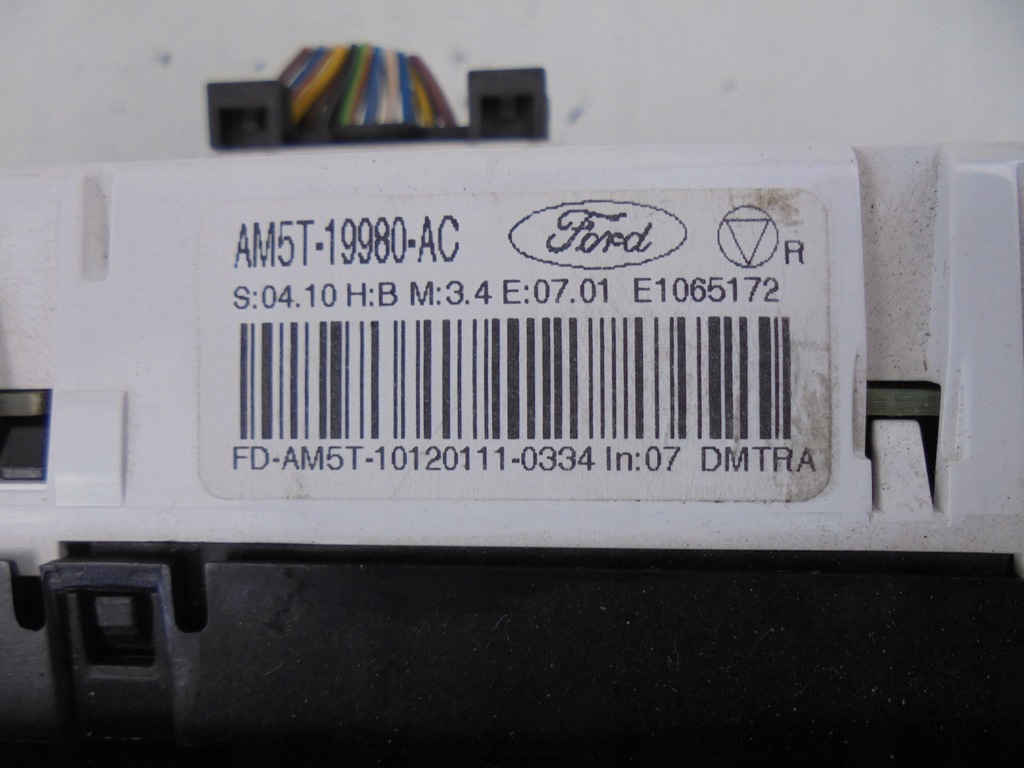 AM5T-19980-AC Ford R
S:04.10 H:B M:3.4 E:07.01 E1065172
FD-AM5T-10120111-0334 In:07 DMTRA